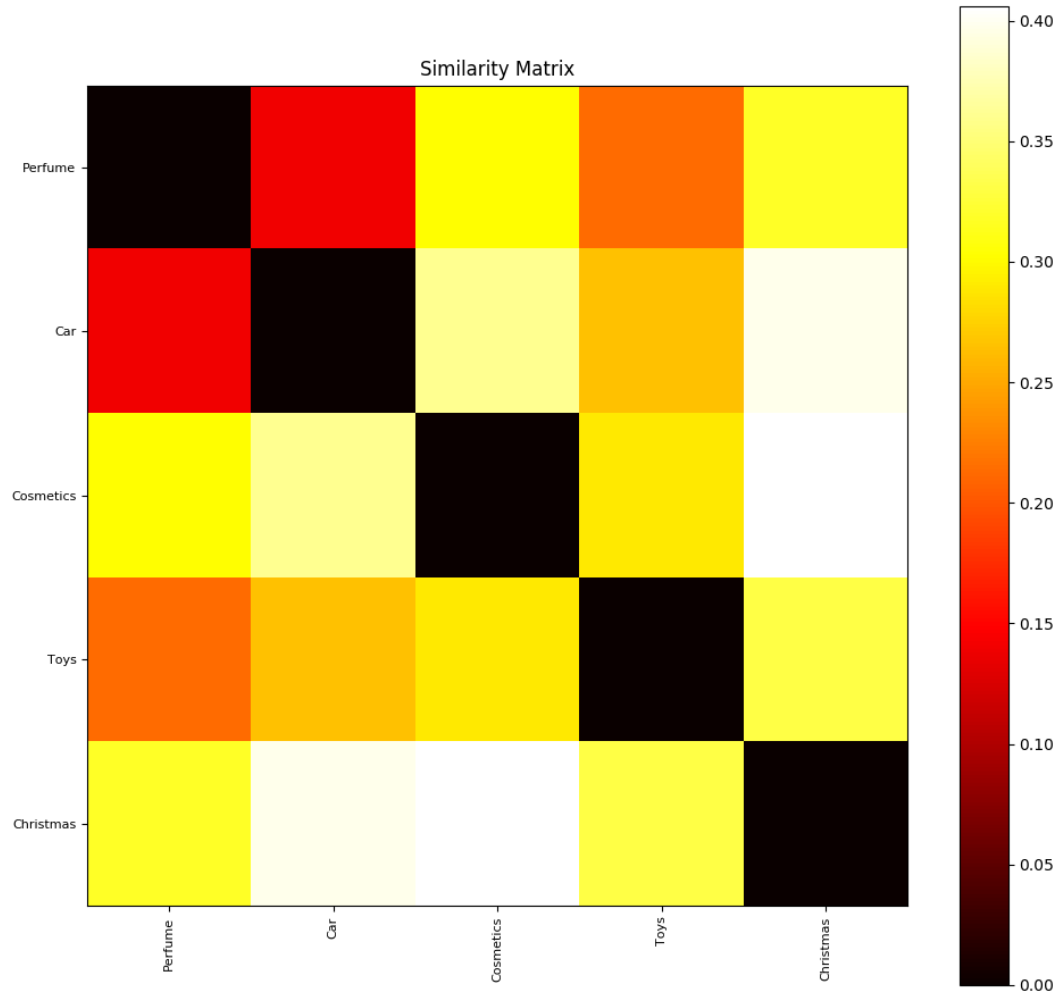 Similarity Matrix
Perfume
Car
Cosmetics
Toys
Christmas
Perfume
Car
Cosmetics
Toys
Christmas
0.40
0.35
0.30
0.25
0.20
0.15
0.10
0.05
0.00